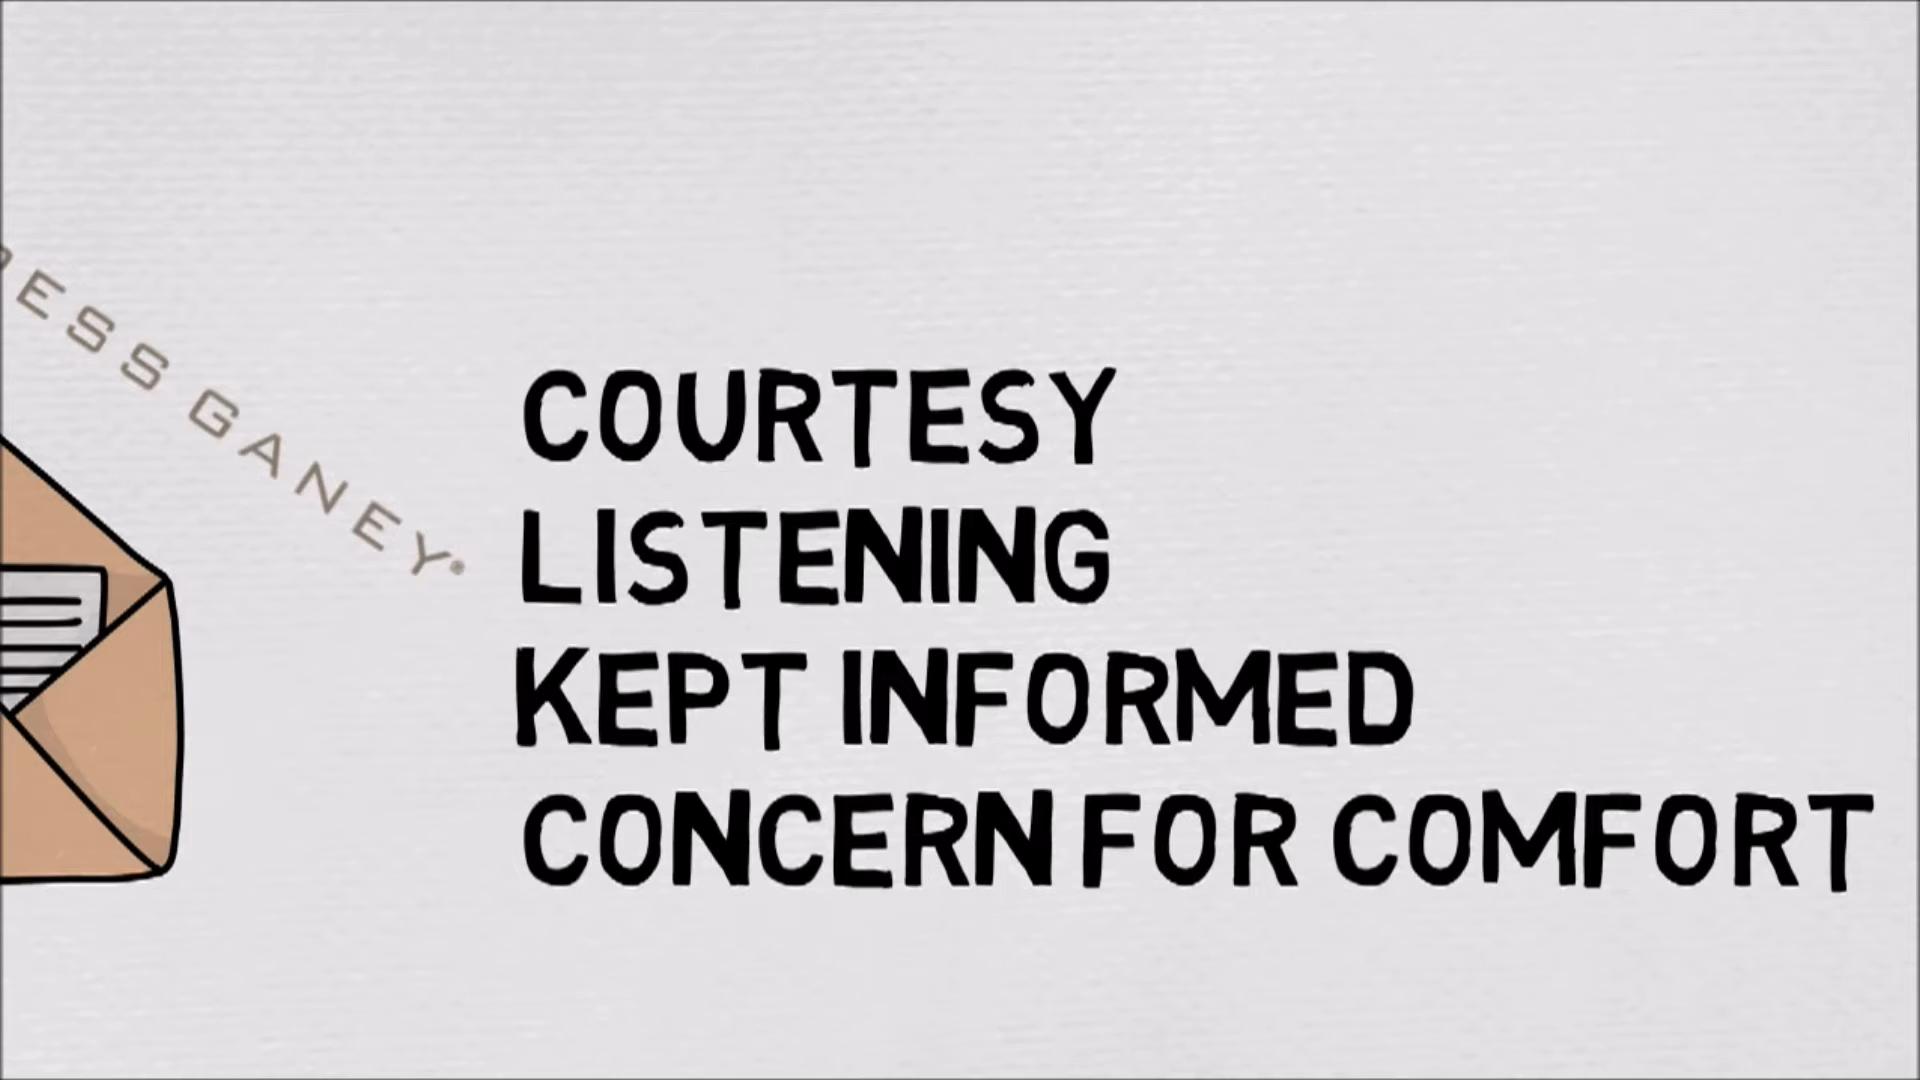 ESS GANEY®
COURTESY
LISTENING
KEPT INFORMED
CONCERN FOR COMFORT